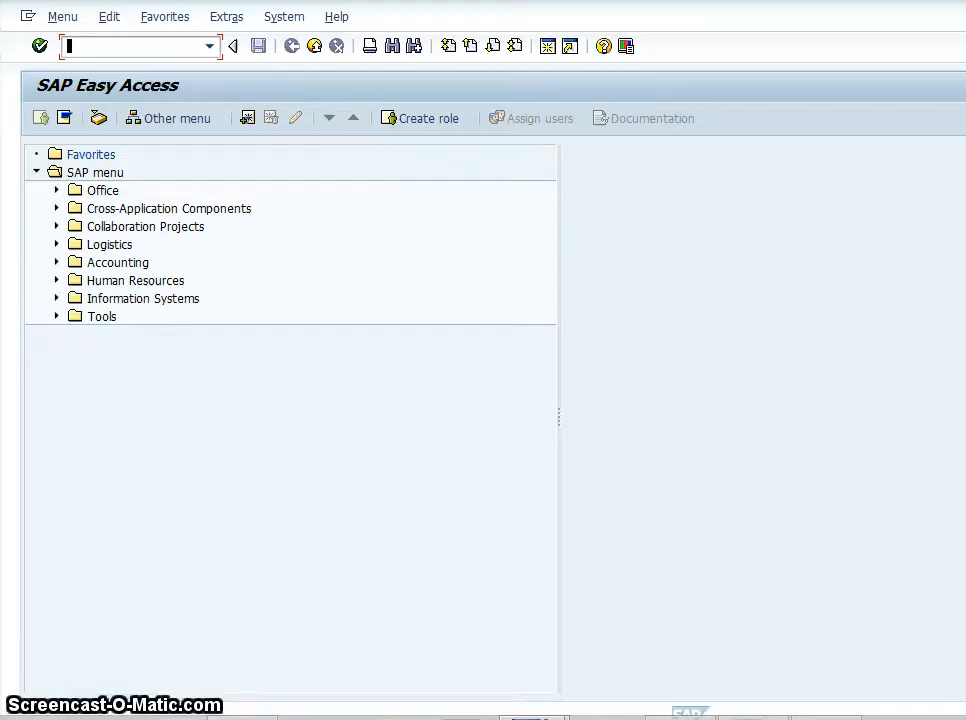 Menu Edit Favorites Extras System Help
SAP Easy Access
Other menu Create role Assign users Documentation
Favorites
SAP menu
Office
Cross-Application Components
Collaboration Projects
Logistics
Accounting
Human Resources
Information Systems
Tools
Screencast-O-Matic.com
SAP